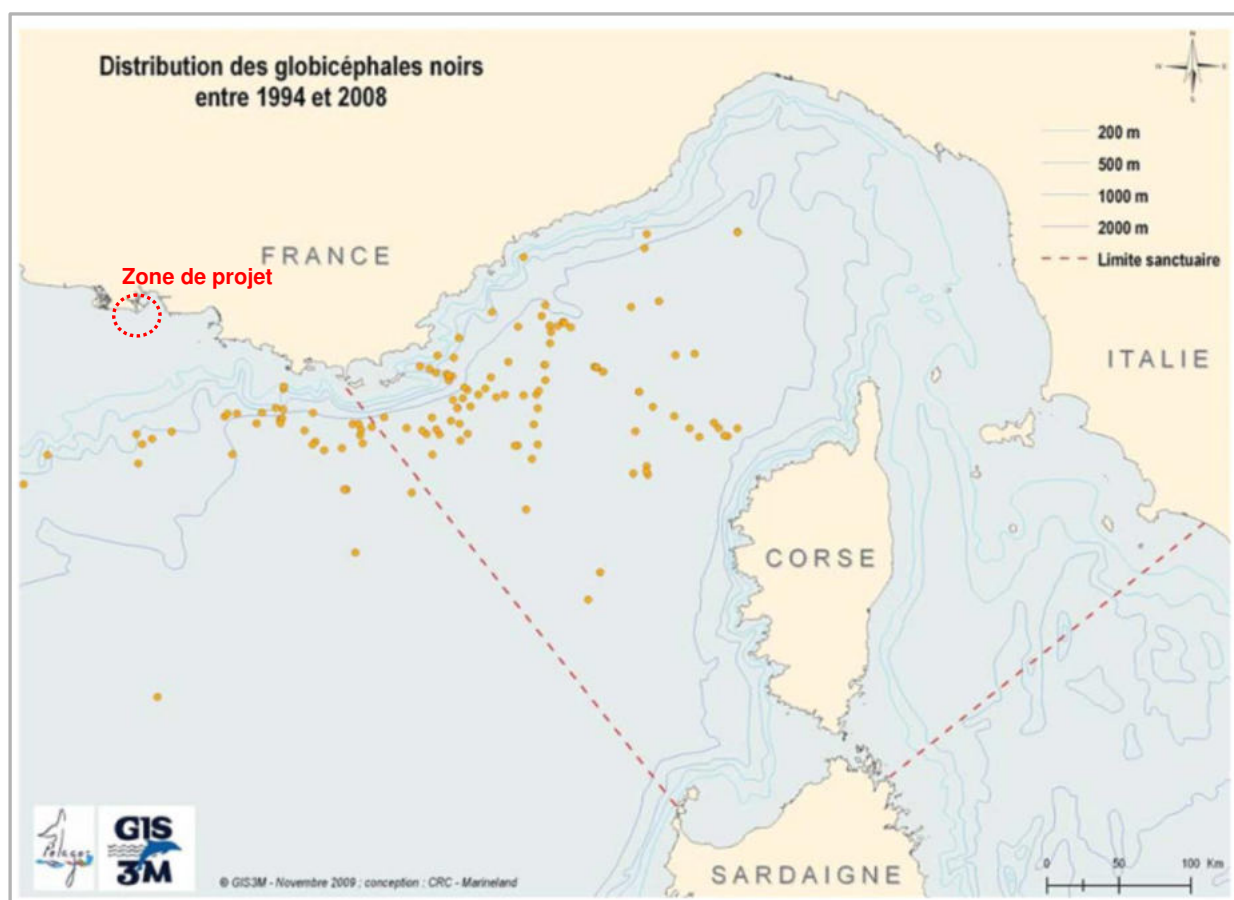 Distribution des globicéphales noirs
entre 1994 et 2008
N
E
S
200 m
500 m
1000 m
2000 m
Limite sanctuaire
FRANCE
Zone de projet
ITALIE
CORSE
SARDAIGNE
Pelagos
GIS
3M
© GIS3M - Novembre 2009 ; conception : CRC - Marineland
0 50 100 Km